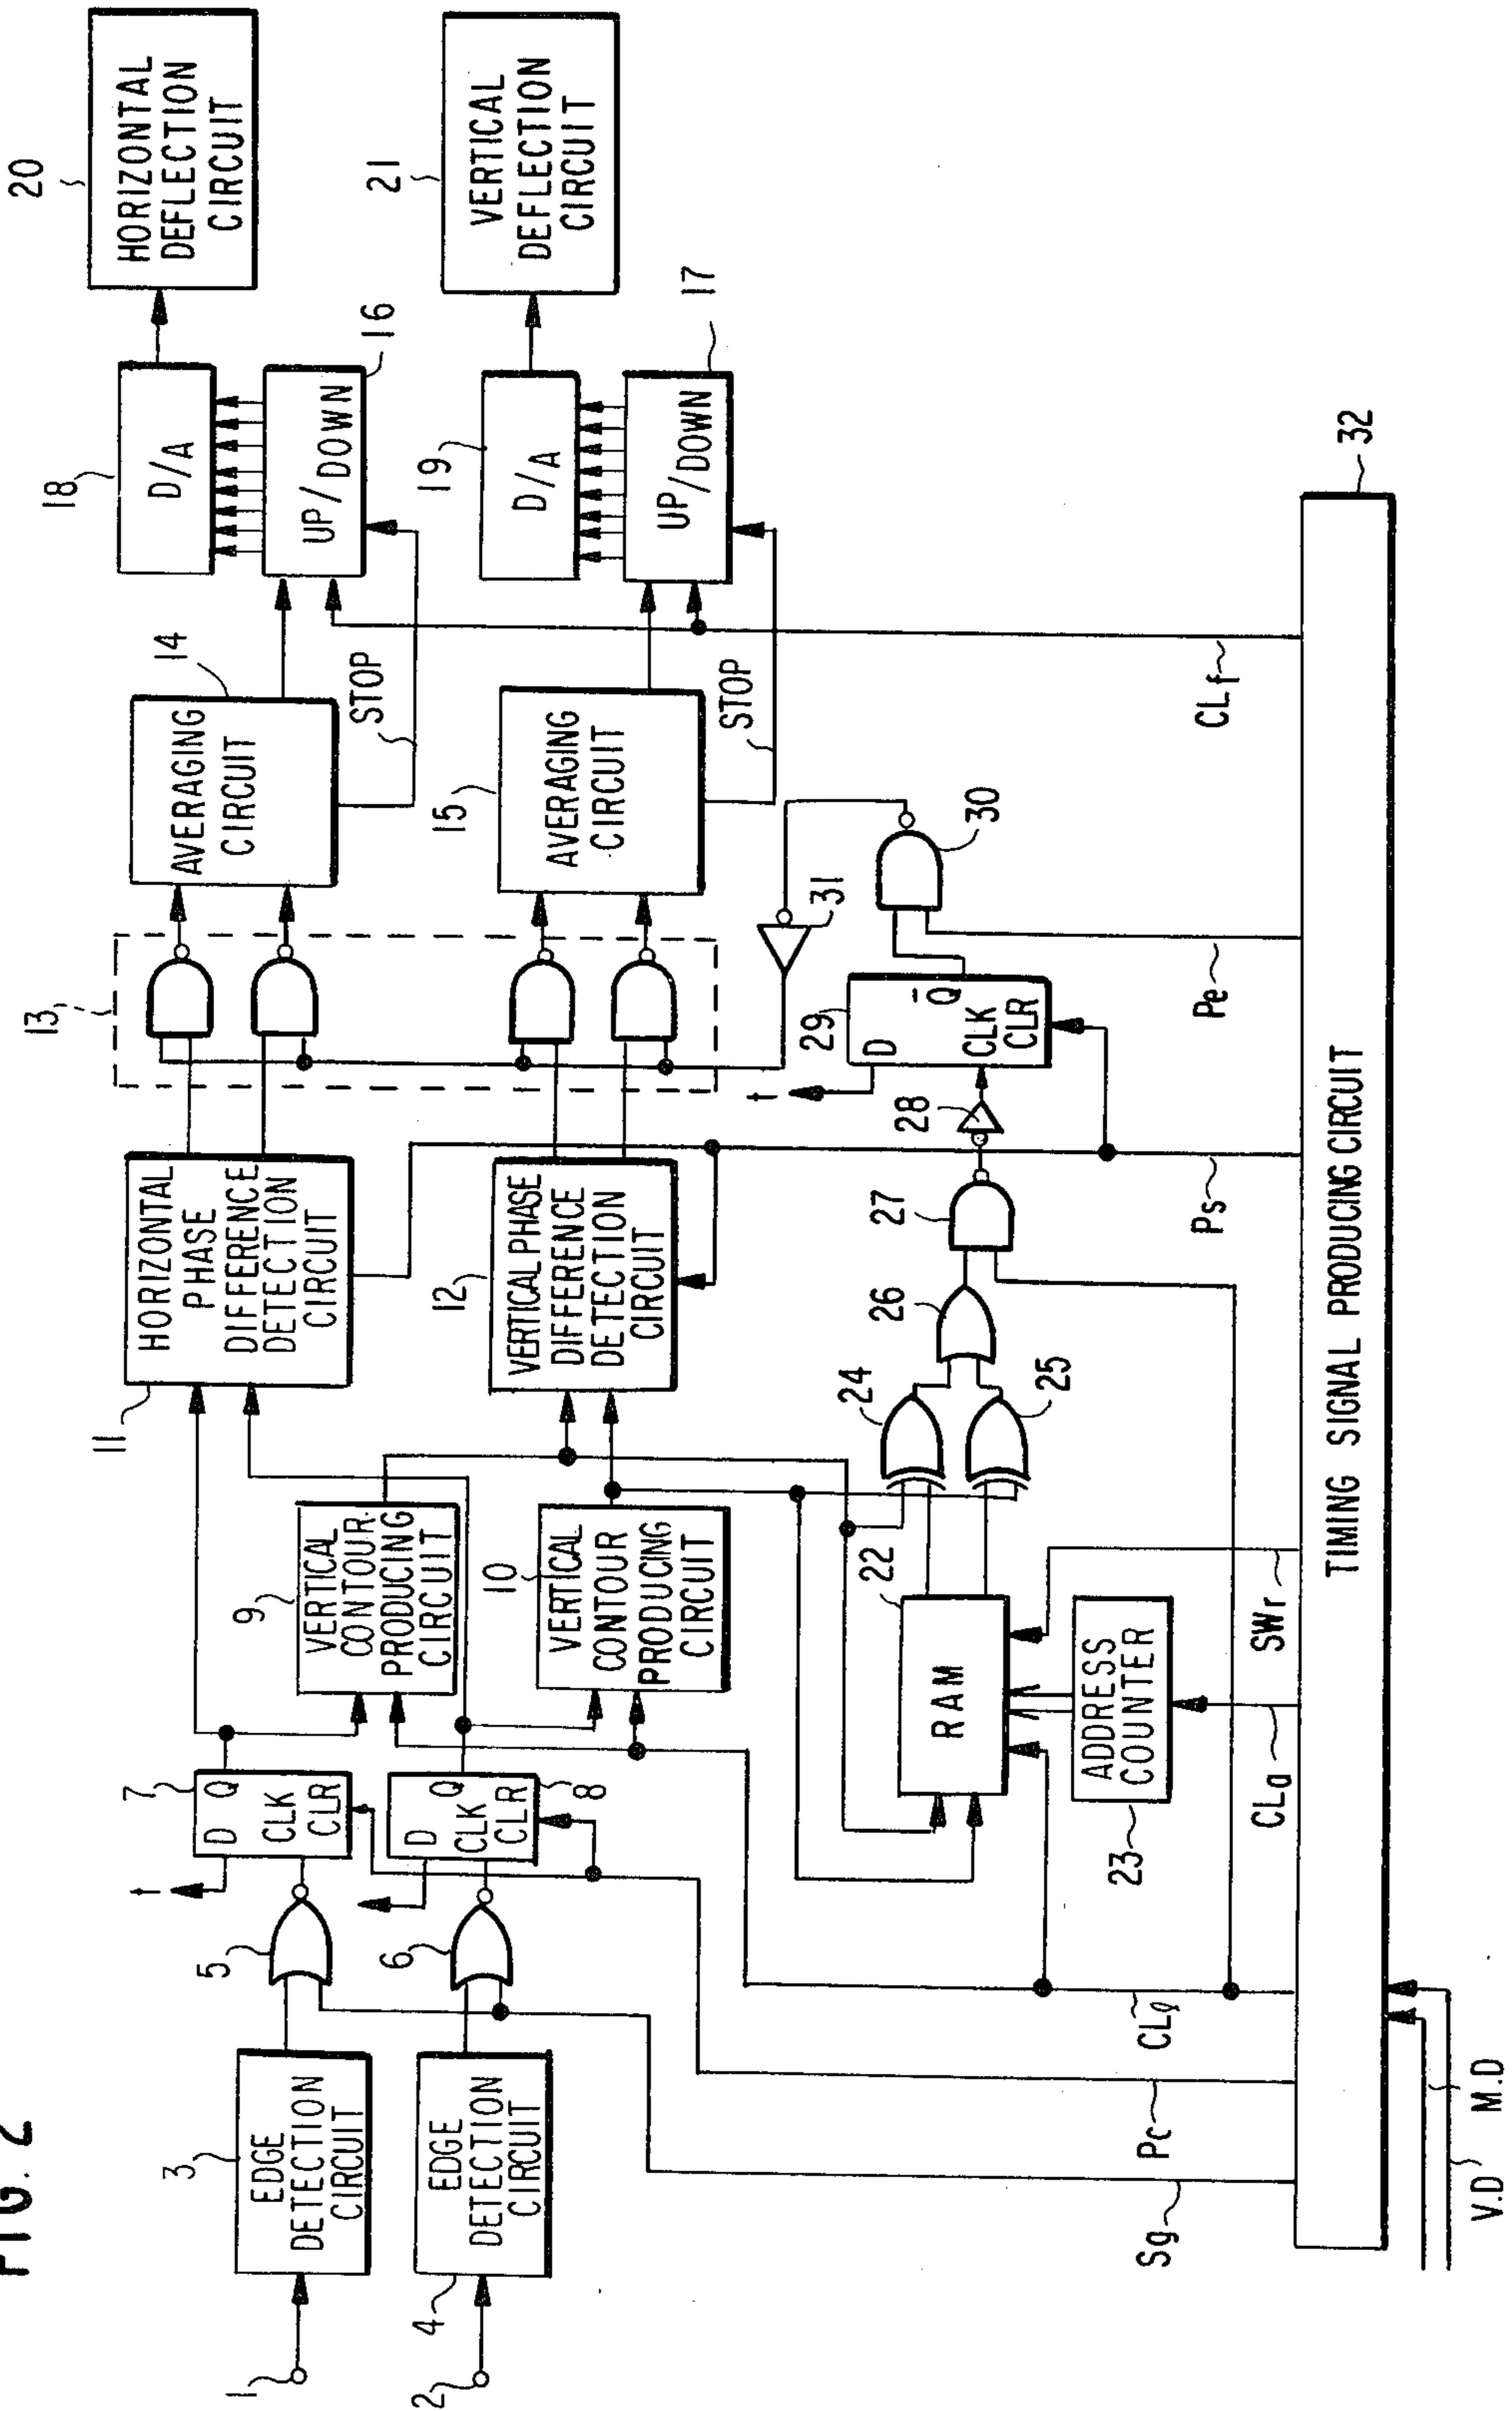 FIG. 2
1
2
3
EDGE
DETECTION
CIRCUIT
4
EDGE
DETECTION
CIRCUIT
5
6
7
D Q
CLK
CLR
8
D Q
CLK
CLR
9
VERTICAL
CONTOUR
PRODUCING
CIRCUIT
10
VERTICAL
CONTOUR
PRODUCING
CIRCUIT
11
HORIZONTAL
PHASE
DIFFERENCE
DETECTION
CIRCUIT
12
VERTICAL PHASE
DIFFERENCE
DETECTION
CIRCUIT
13
14
AVERAGING
CIRCUIT
STOP
15
AVERAGING
CIRCUIT
STOP
16
UP/DOWN
17
UP/DOWN
18
D/A
19
D/A
20
HORIZONTAL
DEFLECTION
CIRCUIT
21
VERTICAL
DEFLECTION
CIRCUIT
22
RAM
23
ADDRESS
COUNTER
24
25
26
27
28
29
D Q̄
CLK
CLR
30
31
Sg
Pc
CLl
CLa
SWr
Ps
Pe
CLf
32
TIMING SIGNAL PRODUCING CIRCUIT
V.D M.D